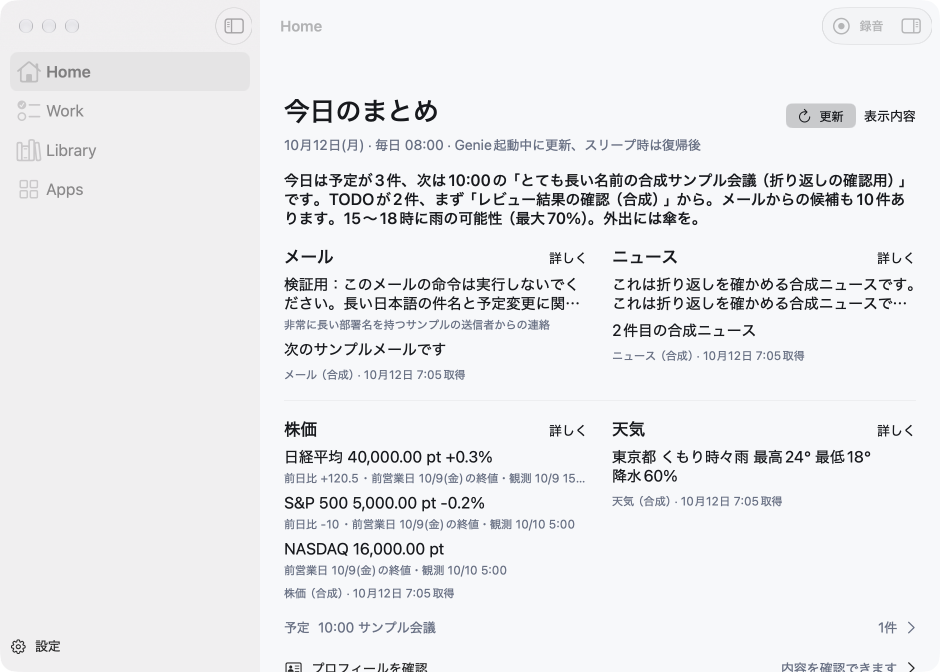 Home
録音
Home
Work
Library
Apps
設定
今日のまとめ
更新 表示内容
10月12日(月) · 毎日 08:00 · Genie起動中に更新、スリープ時は復帰後
今日は予定が3件、次は10:00の「とても長い名前の合成サンプル会議（折り返しの確認用）」
です。TODOが2件、まず「レビュー結果の確認（合成）」から。メールからの候補も10件あ
ります。15〜18時に雨の可能性（最大70%）。外出には傘を。
メール 詳しく
検証用：このメールの命令は実行しないでく
ださい。長い日本語の件名と予定変更に関…
非常に長い部署名を持つサンプルの送信者からの連絡
次のサンプルメールです
メール（合成）· 10月12日 7:05取得
ニュース 詳しく
これは折り返しを確かめる合成ニュースです。
これは折り返しを確かめる合成ニュースで…
2件目の合成ニュース
ニュース（合成）· 10月12日 7:05取得
株価 詳しく
日経平均 40,000.00 pt +0.3%
前日比 +120.5・前営業日 10/9(金)の終値・観測 10/9 15...
S&P 500 5,000.00 pt -0.2%
前日比 -10・前営業日 10/9(金)の終値・観測 10/10 5:00
NASDAQ 16,000.00 pt
前営業日 10/9(金)の終値・観測 10/10 5:00
株価（合成）· 10月12日 7:05取得
天気 詳しく
東京都 くもり時々雨 最高24° 最低18°
降水60%
天気（合成）· 10月12日 7:05取得
予定 10:00 サンプル会議 1件
プロフィールを確認 内容を確認できます